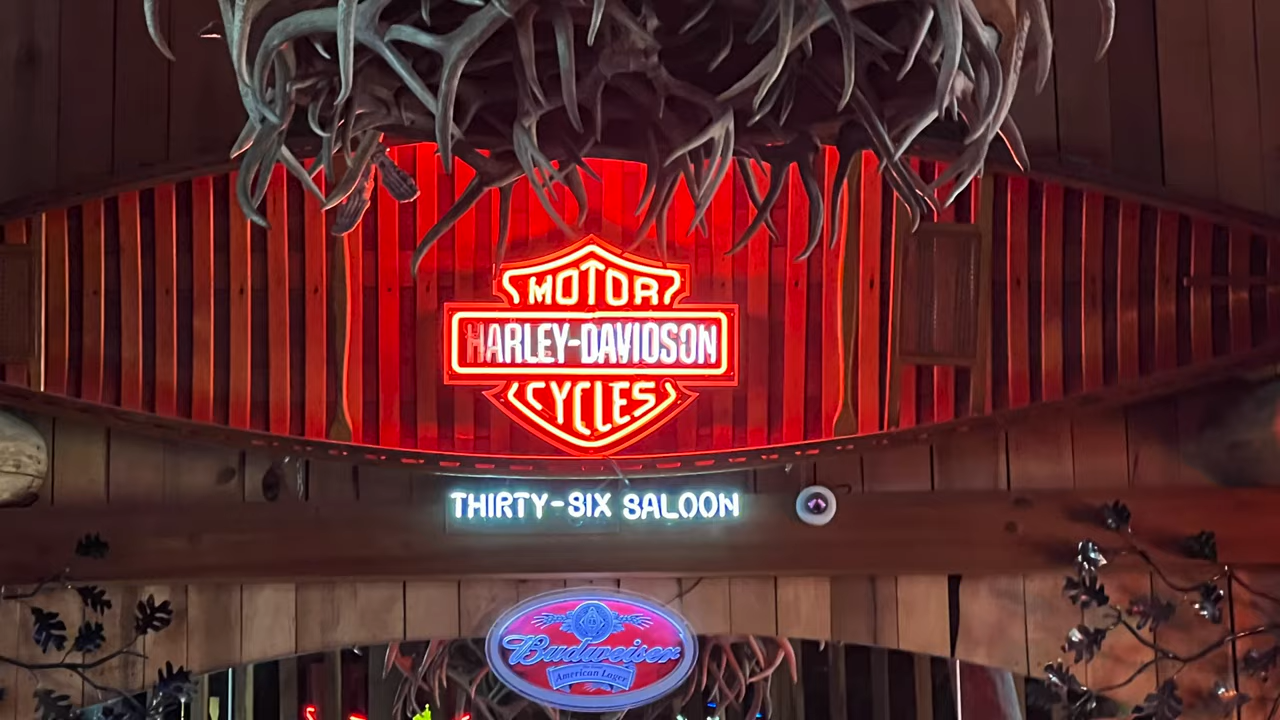 MOTOR
HARLEY-DAVIDSON
CYCLES
THIRTY-SIX SALOON
Budweiser
American Lager